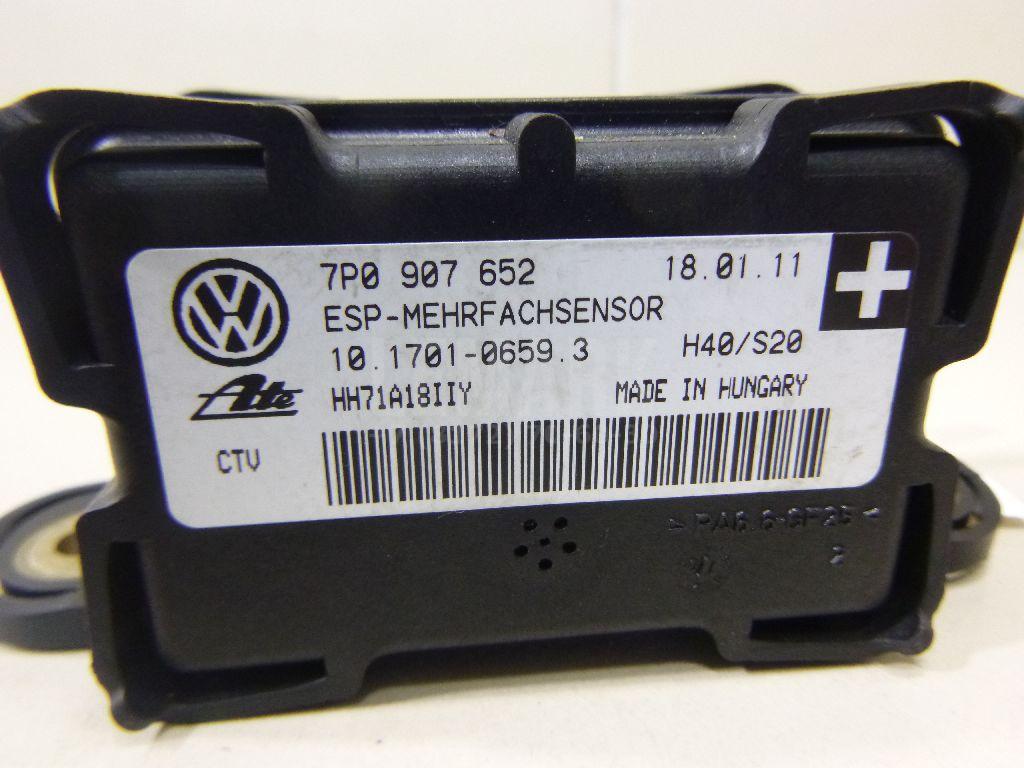 7P0 907 652 18.01.11
ESP-MEHRFACHSENSOR
10.1701-0659.3 H40/S20
Ate HH71A18IIY MADE IN HUNGARY
CTV